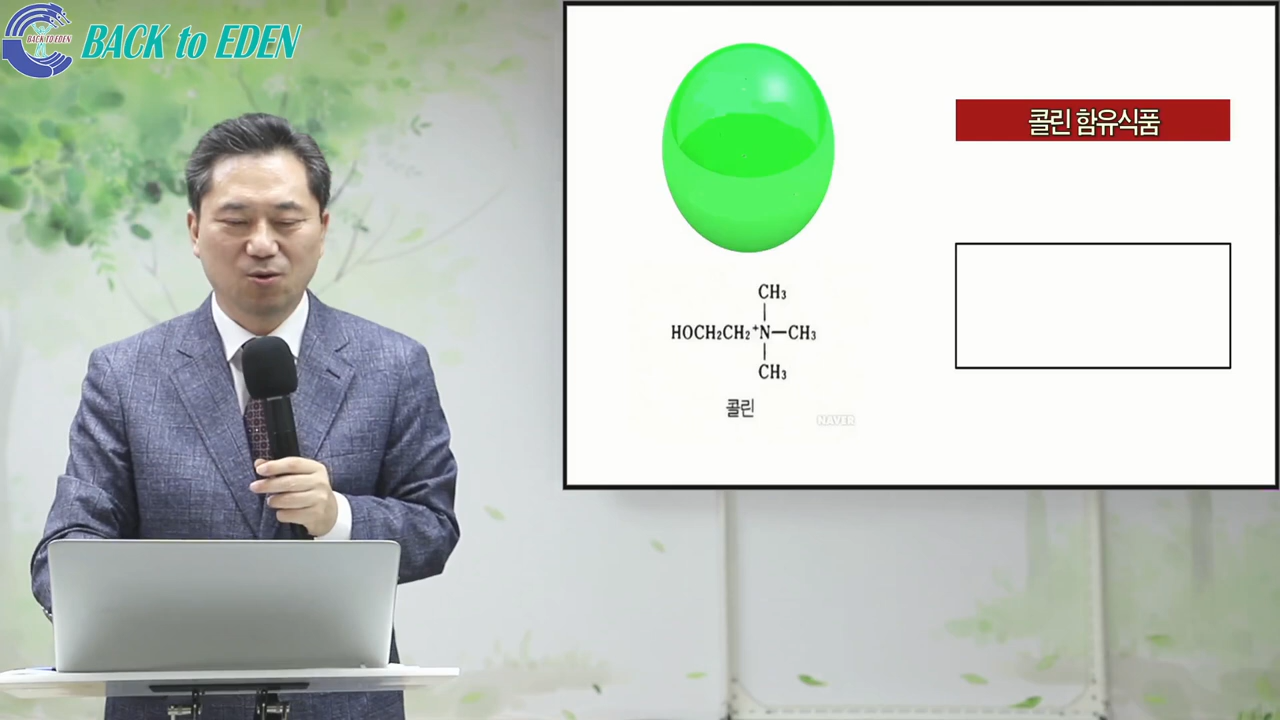 BACK TO EDEN
BACK to EDEN
콜린 함유식품
CH₃
HOCH₂CH₂⁺N—CH₃
CH₃
콜린
NAVER